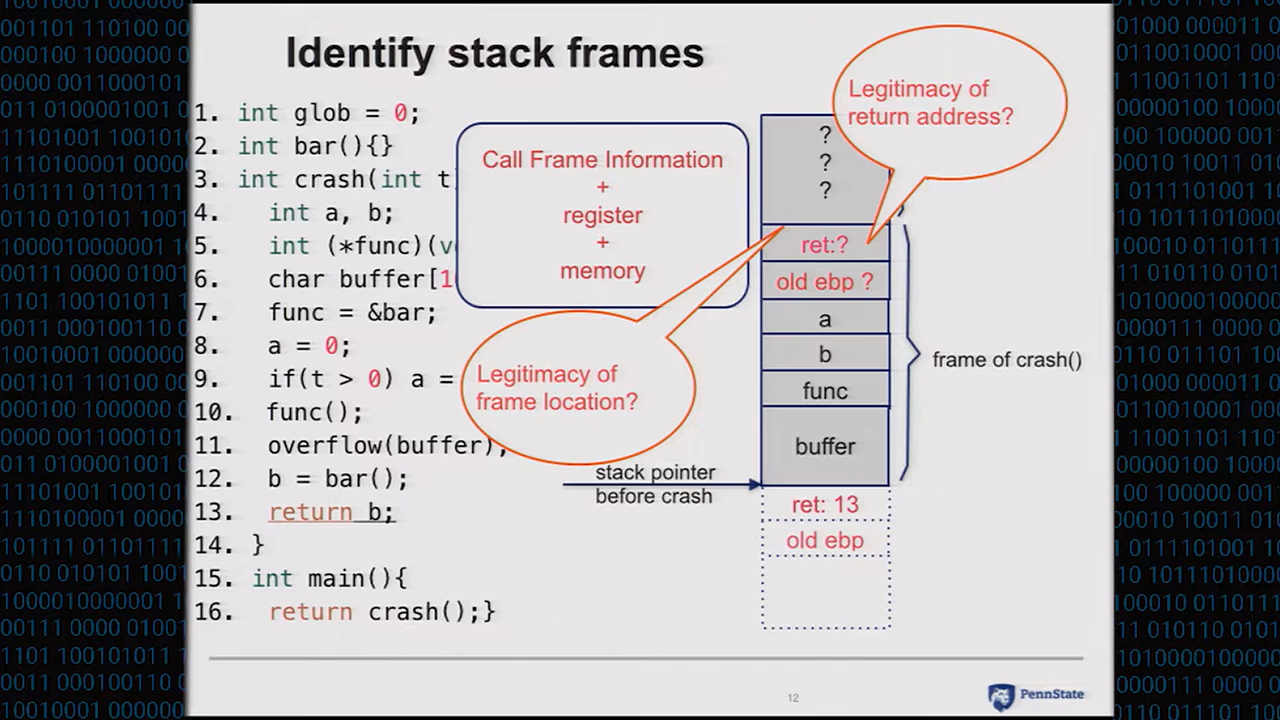 Identify stack frames
1. int glob = 0;
2. int bar(){}
3. int crash(int t
4. int a, b;
5. int (*func)(v
6. char buffer[1
7. func = &bar;
8. a = 0;
9. if(t > 0) a =
10. func();
11. overflow(buffer);
12. b = bar();
13. return b;
14. }
15. int main(){
16. return crash();}
Call Frame Information
+
register
+
memory
Legitimacy of
frame location?
Legitimacy of
return address?
?
?
?
ret:?
old ebp ?
a
b
func
buffer
ret: 13
old ebp
frame of crash()
stack pointer
before crash
12
PennState